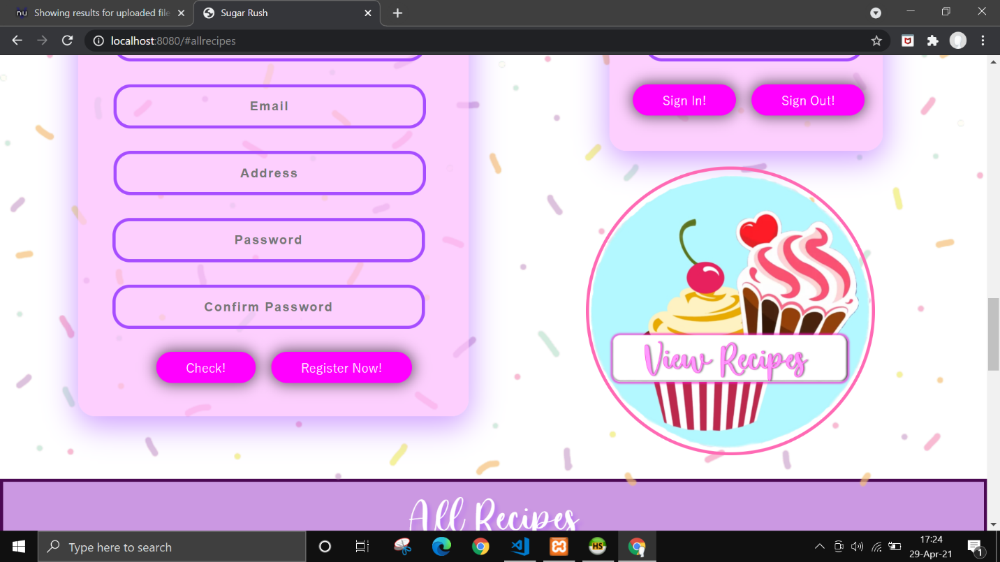 nu
Showing results for uploaded file
Sugar Rush
localhost:8080/#allrecipes
Email
Address
Password
Confirm Password
Check!
Register Now!
Sign In!
Sign Out!
View Recipes
All Recipes
Type here to search
HS
17:24
29-Apr-21
1